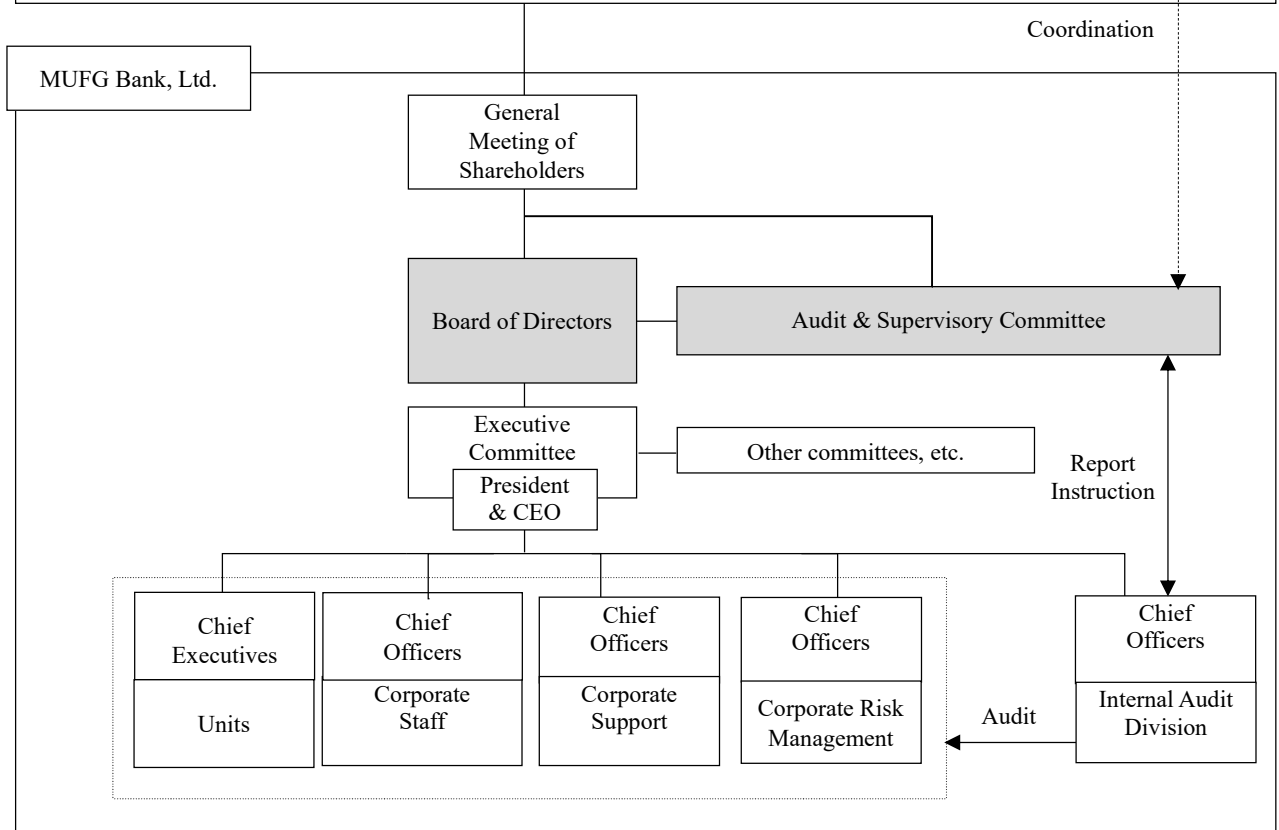 Coordination
MUFG Bank, Ltd.
General
Meeting of
Shareholders
Board of Directors
Audit & Supervisory Committee
Executive
Committee
Other committees, etc.
President
& CEO
Report
Instruction
Chief
Executives
Units
Chief
Officers
Corporate
Staff
Chief
Officers
Corporate
Support
Chief
Officers
Corporate Risk
Management
Audit
Chief
Officers
Internal Audit
Division